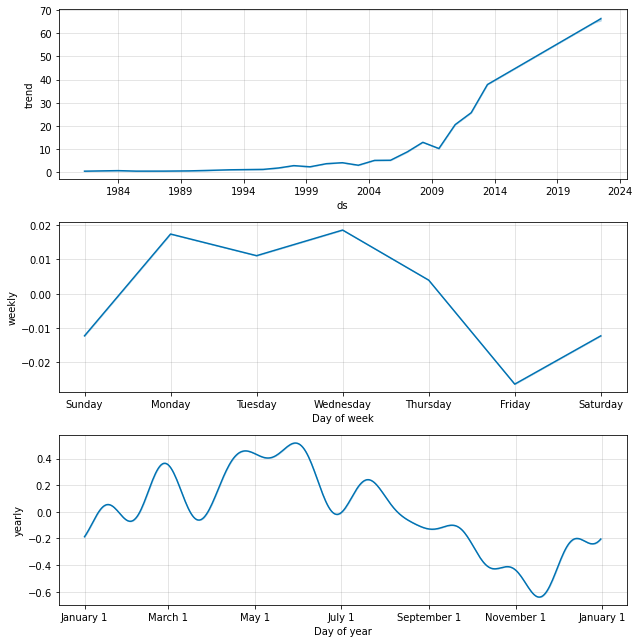 70
60
50
40
30
20
10
0
trend
1984 1989 1994 1999 2004 2009 2014 2019 2024
ds
0.02
0.01
0.00
−0.01
−0.02
weekly
Sunday Monday Tuesday Wednesday Thursday Friday Saturday
Day of week
0.4
0.2
0.0
−0.2
−0.4
−0.6
yearly
January 1 March 1 May 1 July 1 September 1 November 1 January 1
Day of year